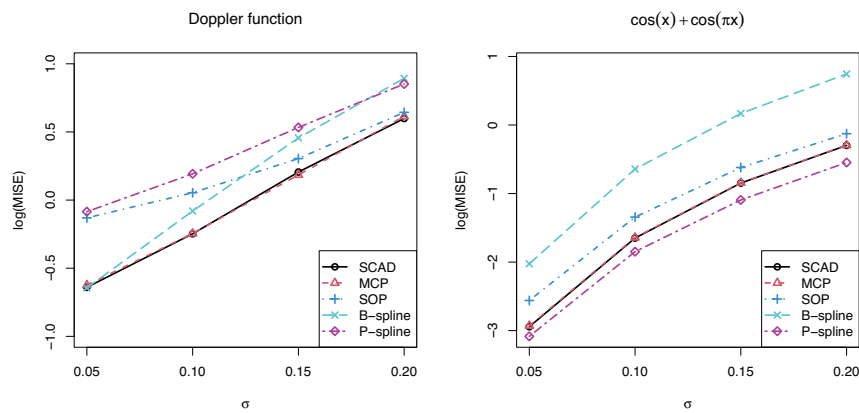 Doppler function
log(MISE)
1.0
0.5
0.0
−0.5
−1.0
0.05 0.10 0.15 0.20
σ
SCAD
MCP
SOP
B−spline
P−spline
cos(x) + cos(πx)
log(MISE)
1
0
−1
−2
−3
0.05 0.10 0.15 0.20
σ
SCAD
MCP
SOP
B−spline
P−spline